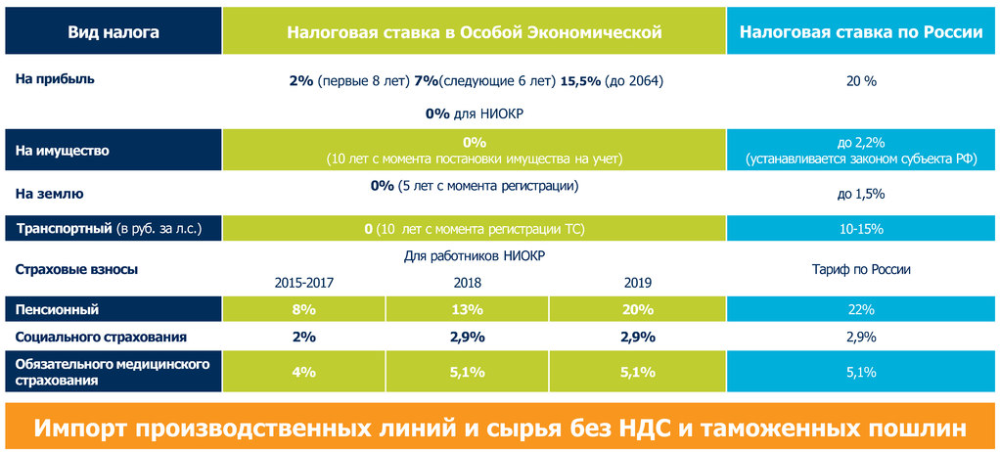 Вид налога
Налоговая ставка в Особой Экономической
Налоговая ставка по России
На прибыль
2% (первые 8 лет) 7%(следующие 6 лет) 15,5% (до 2064)
20 %
0% для НИОКР
На имущество
0%
(10 лет с момента постановки имущества на учет)
до 2,2%
(устанавливается законом субъекта РФ)
На землю
0% (5 лет с момента регистрации)
до 1,5%
Транспортный (в руб. за л.с.)
0 (10 лет с момента регистрации ТС)
10-15%
Страховые взносы
Для работников НИОКР
Тариф по России
2015-2017
2018
2019
Пенсионный
8%
13%
20%
22%
Социального страхования
2%
2,9%
2,9%
2,9%
Обязательного медицинского
страхования
4%
5,1%
5,1%
5,1%
Импорт производственных линий и сырья без НДС и таможенных пошлин